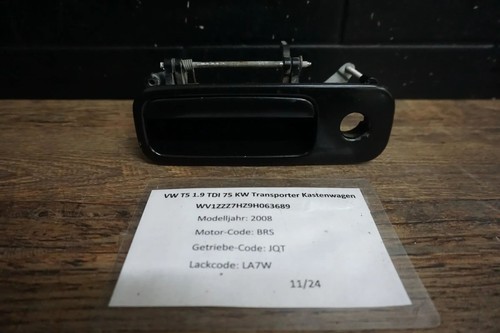 VW T5 1.9 TDI 75 KW Transporter Kastenwagen
WV1ZZZ7HZ9H063689
Modelljahr: 2008
Motor-Code: BRS
Getriebe-Code: JQT
Lackcode: LA7W
11/24